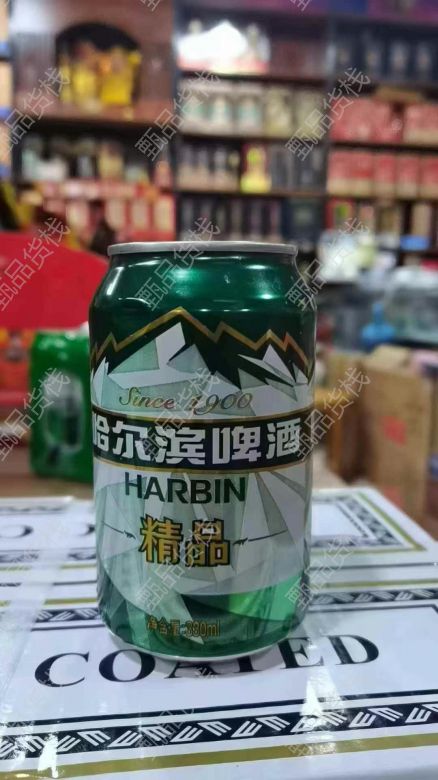 Since 1900
哈尔滨啤酒
HARBIN
精品
净含量:330ml
COATED
甄品货栈